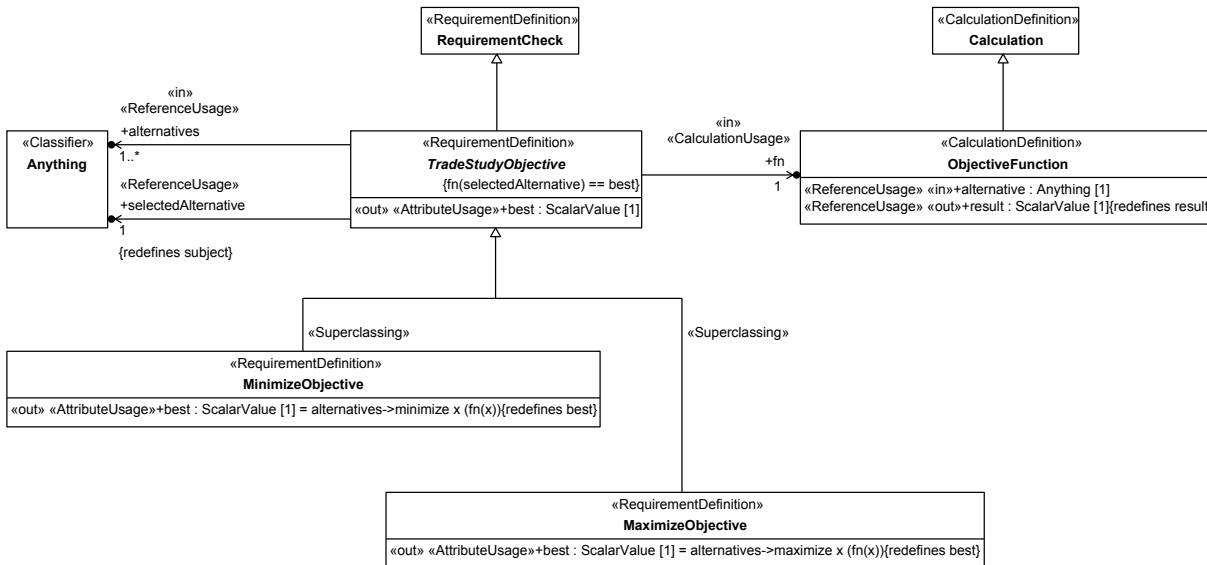 «RequirementDefinition»
RequirementCheck
«CalculationDefinition»
Calculation
«in»
«ReferenceUsage»
+alternatives
1..*
«Classifier»
Anything
«ReferenceUsage»
+selectedAlternative
1
{redefines subject}
«RequirementDefinition»
TradeStudyObjective
{fn(selectedAlternative) == best}
«out» «AttributeUsage»+best : ScalarValue [1]
«in»
«CalculationUsage»
+fn
1
«CalculationDefinition»
ObjectiveFunction
«ReferenceUsage» «in»+alternative : Anything [1]
«ReferenceUsage» «out»+result : ScalarValue [1]{redefines result
«Superclassing»
«Superclassing»
«RequirementDefinition»
MinimizeObjective
«out» «AttributeUsage»+best : ScalarValue [1] = alternatives->minimize x (fn(x)){redefines best}
«RequirementDefinition»
MaximizeObjective
«out» «AttributeUsage»+best : ScalarValue [1] = alternatives->maximize x (fn(x)){redefines best}